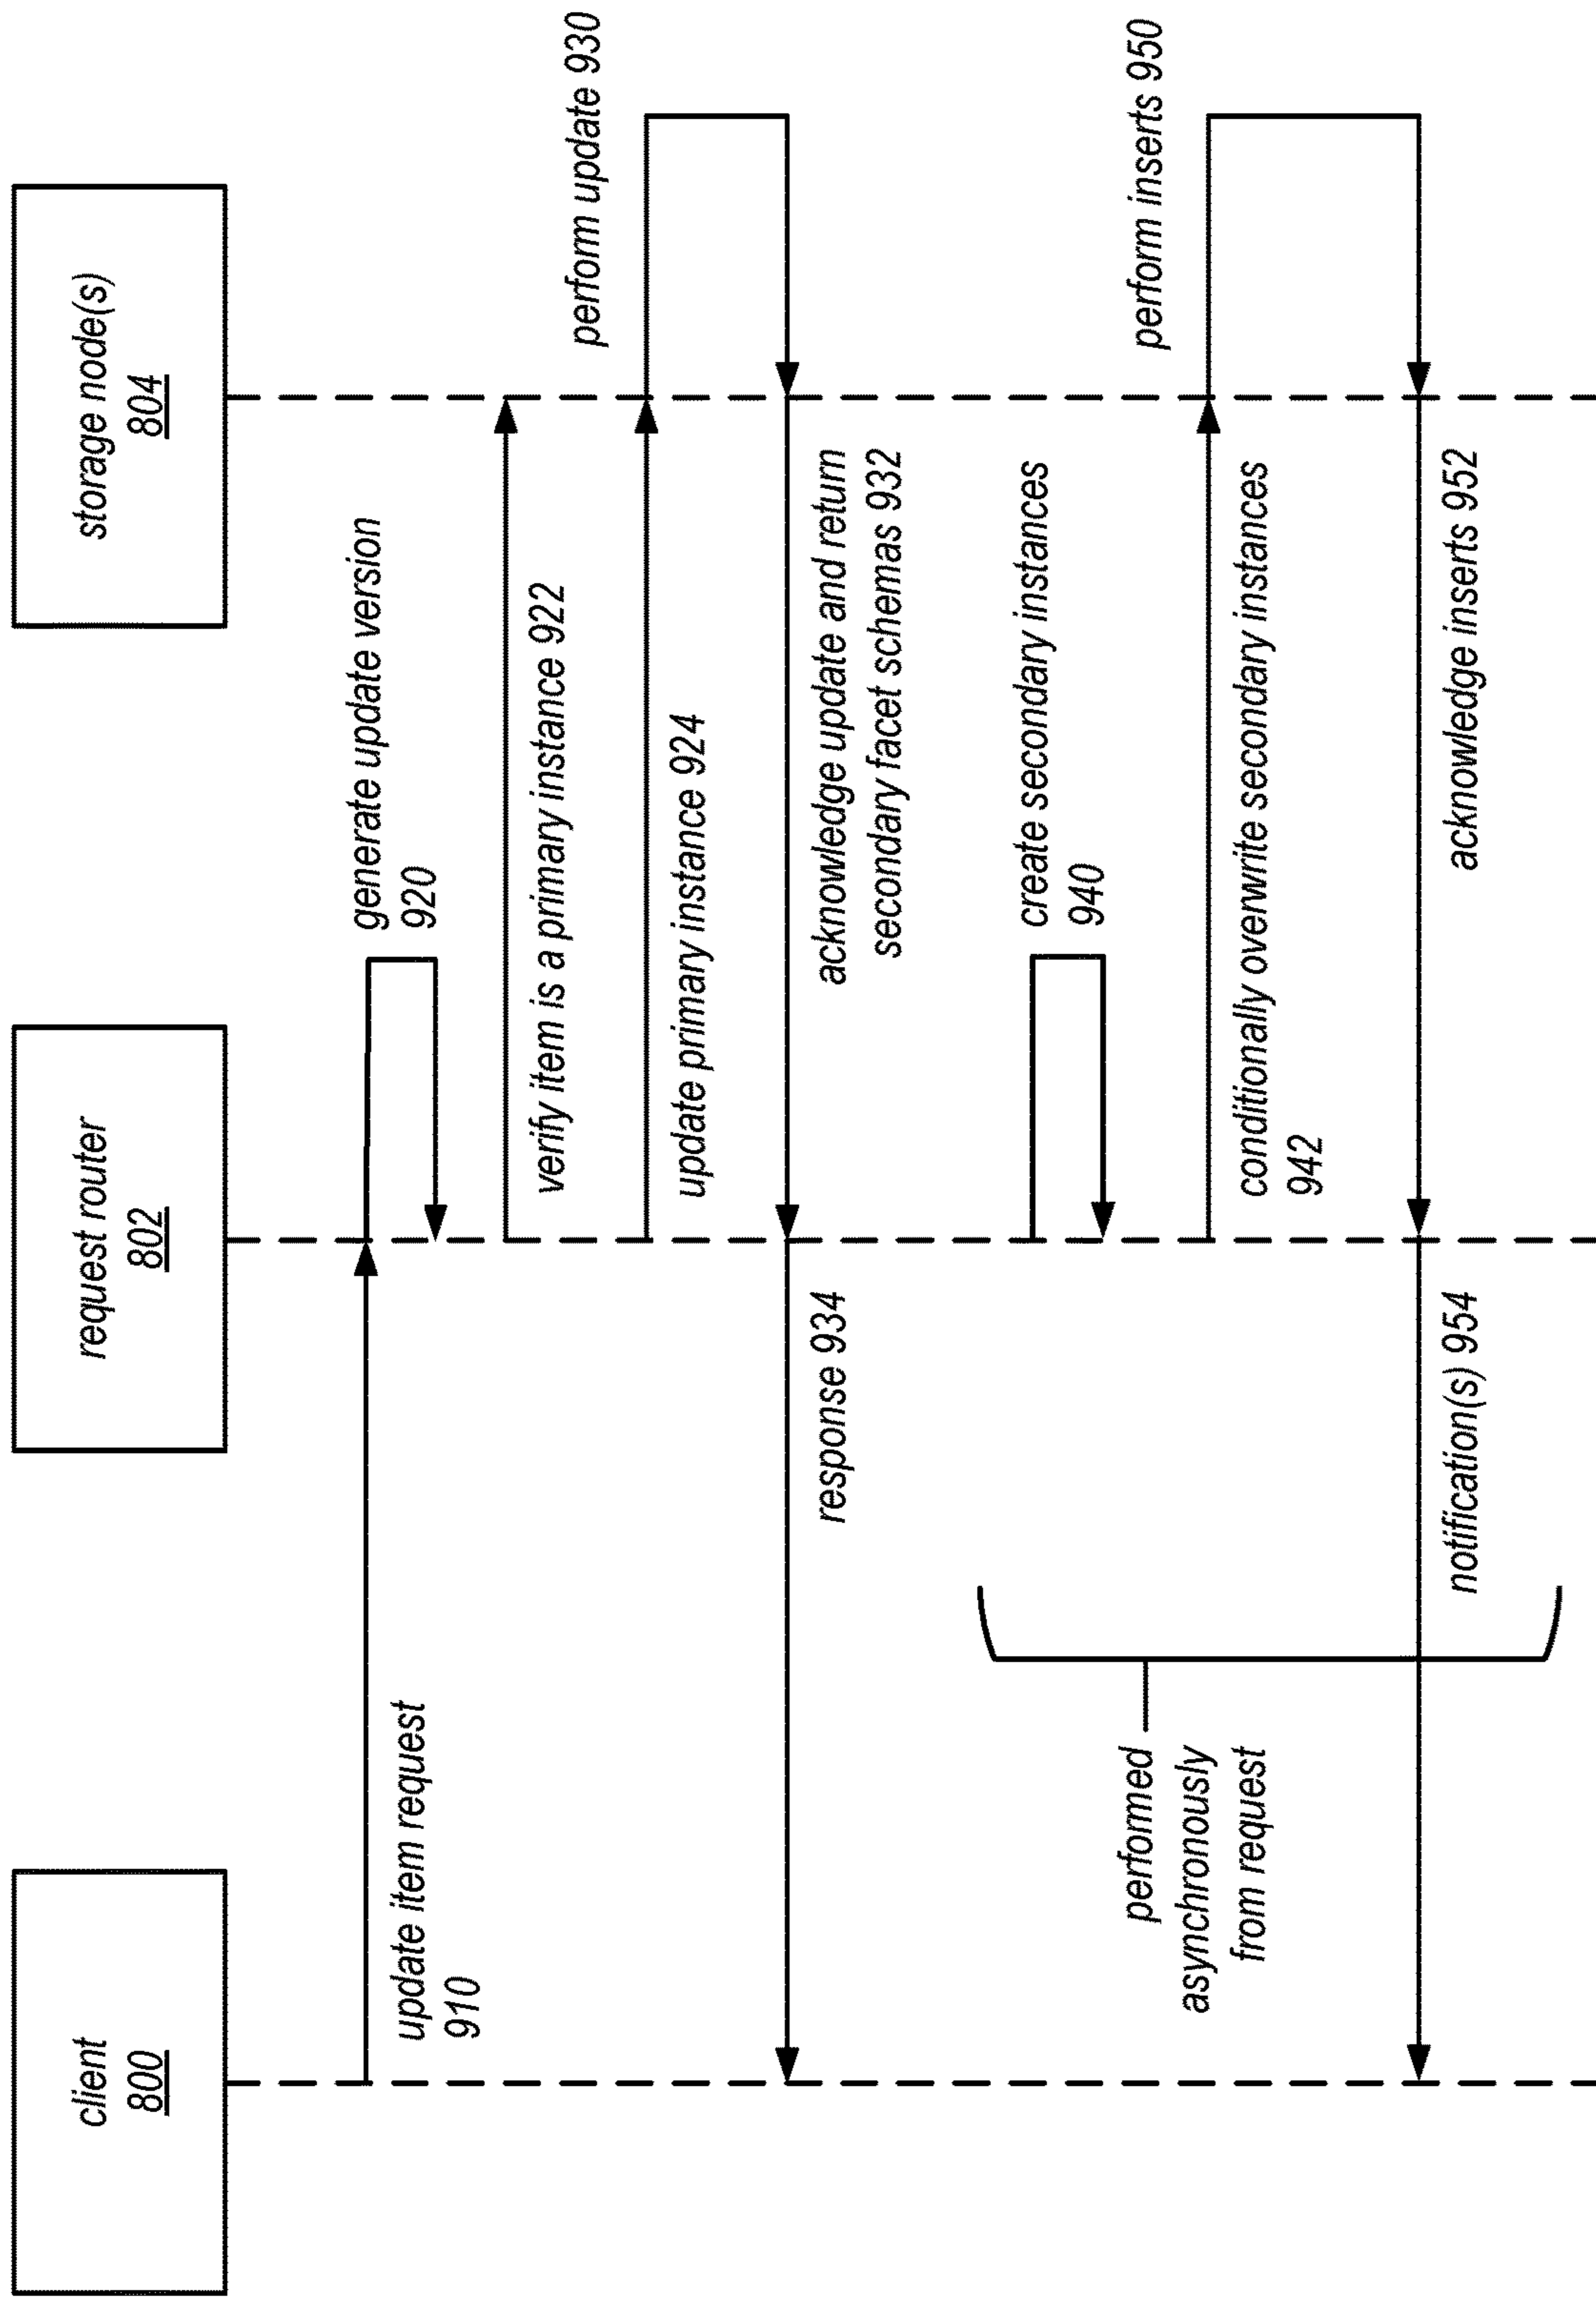 client
800
request router
802
storage node(s)
804
update item request
910
generate update version
920
verify item is a primary instance 922
update primary instance 924
perform update 930
acknowledge update and return
secondary facet schemas 932
response 934
create secondary instances
940
performed
asynchronously
from request
conditionally overwrite secondary instances
942
perform inserts 950
acknowledge inserts 952
notification(s) 954